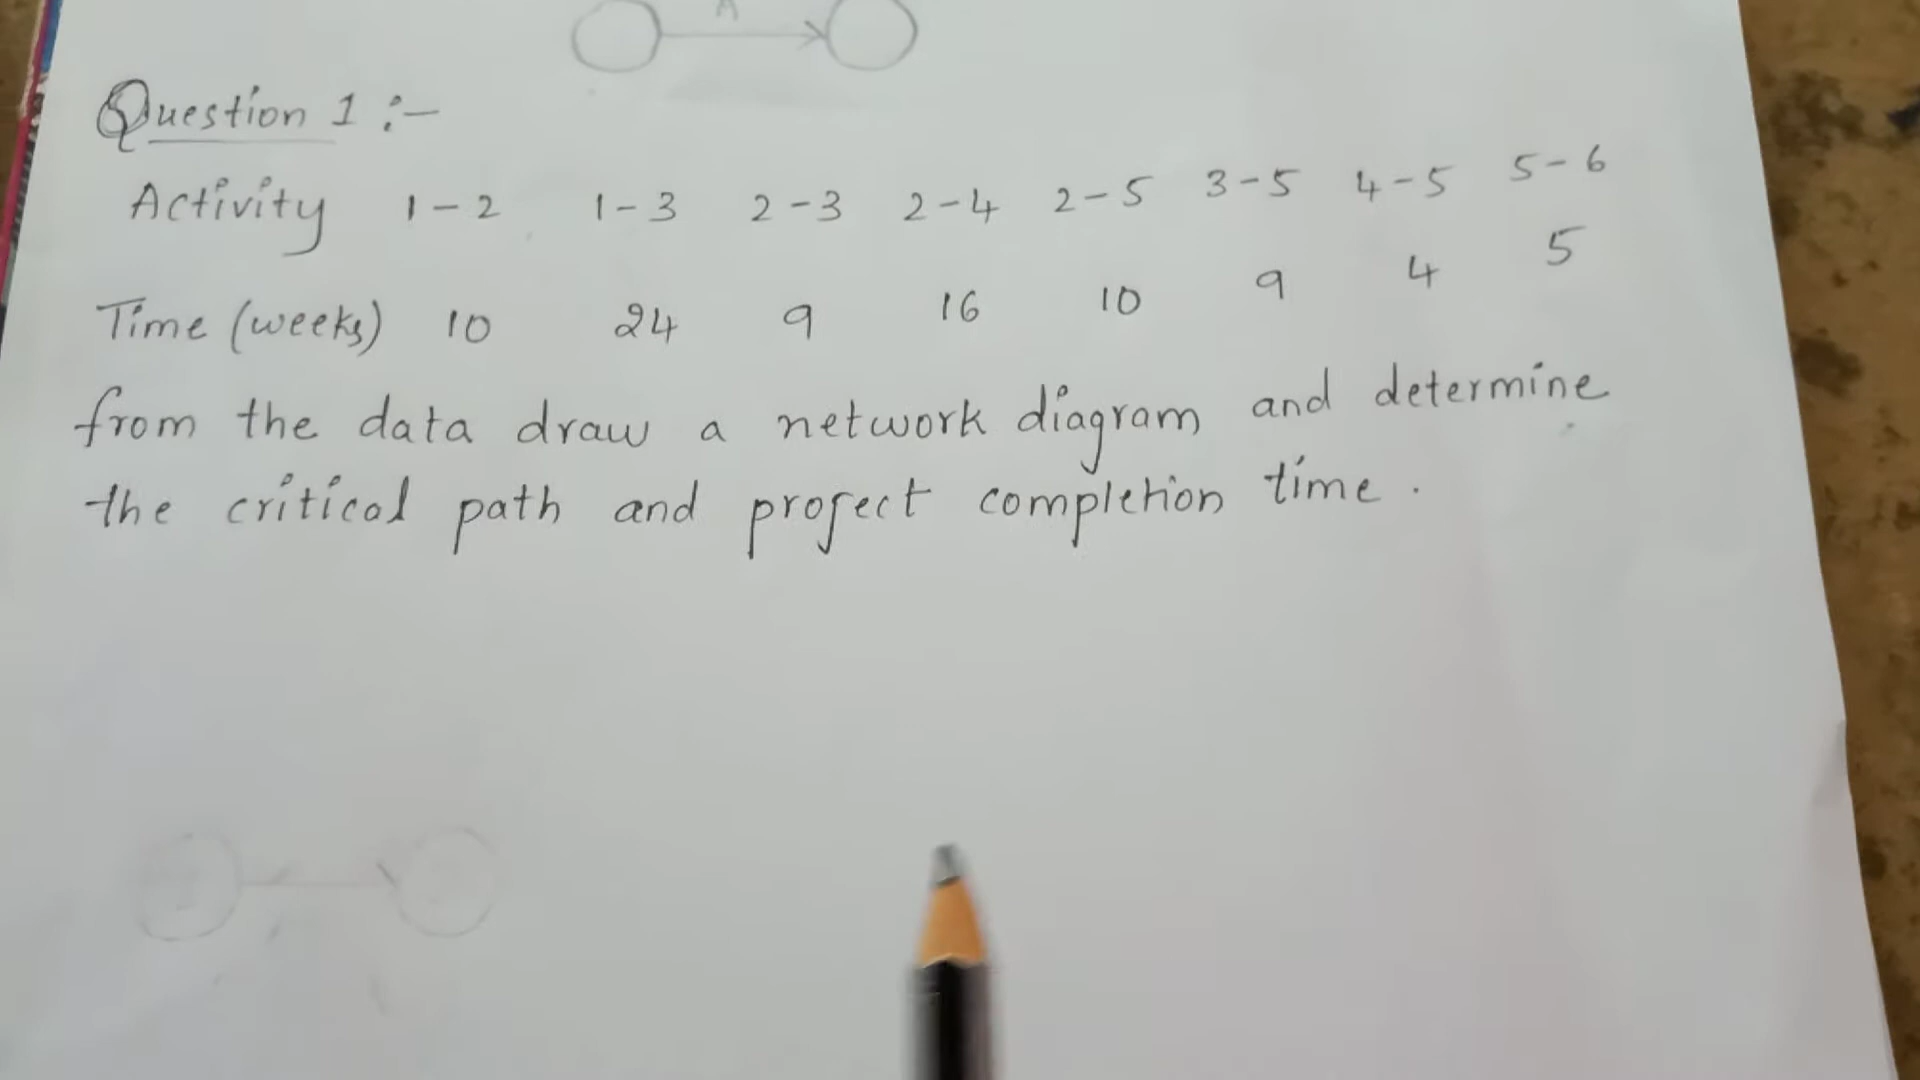 A
Question 1 :-
Activity 1-2 1-3 2-3 2-4 2-5 3-5 4-5 5-6
Time (weeks) 10 24 9 16 10 9 4 5
from the data draw a network diagram and determine
the critical path and project completion time.